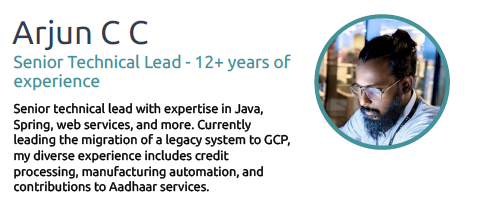 Arjun C C
Senior Technical Lead - 12+ years of
experience
Senior technical lead with expertise in Java,
Spring, web services, and more. Currently
leading the migration of a legacy system to GCP,
my diverse experience includes credit
processing, manufacturing automation, and
contributions to Aadhaar services.